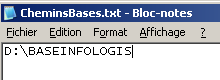 CheminsBases.txt - Bloc-notes
Fichier Edition Format Affichage ?
D:\BASEINFOLOGIS